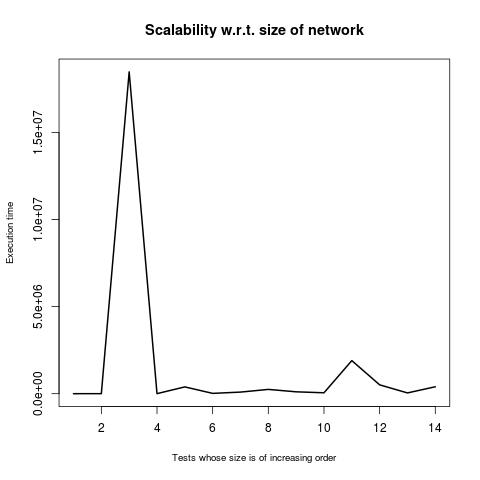 Scalability w.r.t. size of network
Execution time
1.5e+07
1.0e+07
5.0e+06
0.0e+00
2 4 6 8 10 12 14
Tests whose size is of increasing order